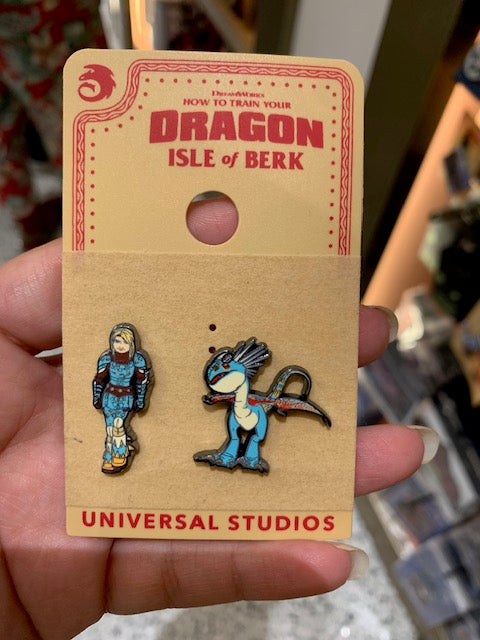 DREAMWORKS
HOW TO TRAIN YOUR
DRAGON
ISLE of BERK
UNIVERSAL STUDIOS